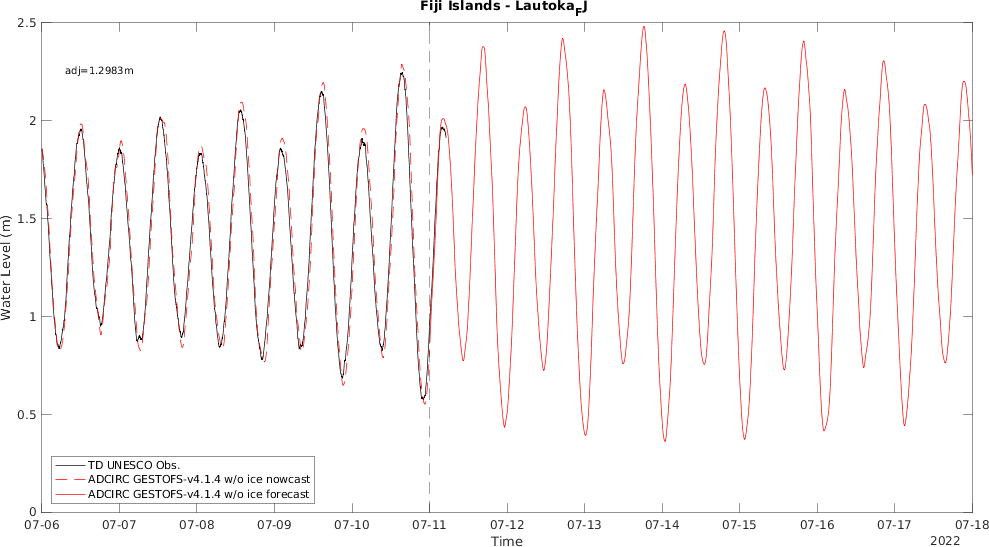 Fiji Islands - Lautoka_FJ
adj=1.2983m
2.5
2
1.5
1
0.5
0
Water Level (m)
TD UNESCO Obs.
ADCIRC GESTOFS-v4.1.4 w/o ice nowcast
ADCIRC GESTOFS-v4.1.4 w/o ice forecast
07-06 07-07 07-08 07-09 07-10 07-11 07-12 07-13 07-14 07-15 07-16 07-17 07-18
Time
2022